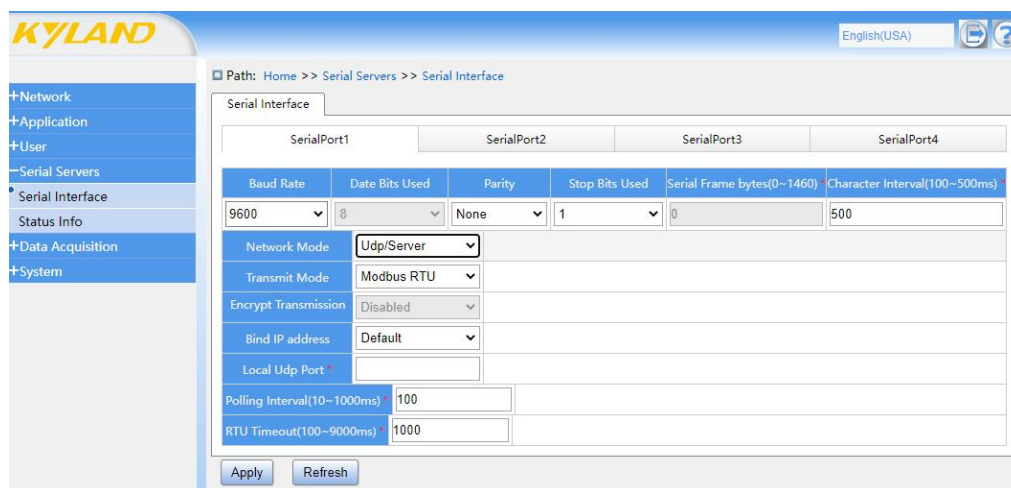 KYLAND
English(USA)
Path: Home >> Serial Servers >> Serial Interface
+Network
+Application
+User
−Serial Servers
Serial Interface
Status Info
+Data Acquisition
+System
Serial Interface
SerialPort1 SerialPort2 SerialPort3 SerialPort4
Baud Rate Date Bits Used Parity Stop Bits Used Serial Frame bytes(0~1460) * Character Interval(100~500ms) *
9600 8 None 1 0 500
Network Mode Udp/Server
Transmit Mode Modbus RTU
Encrypt Transmission Disabled
Bind IP address Default
Local Udp Port *
Polling Interval(10~1000ms) * 100
RTU Timeout(100~9000ms) * 1000
Apply Refresh